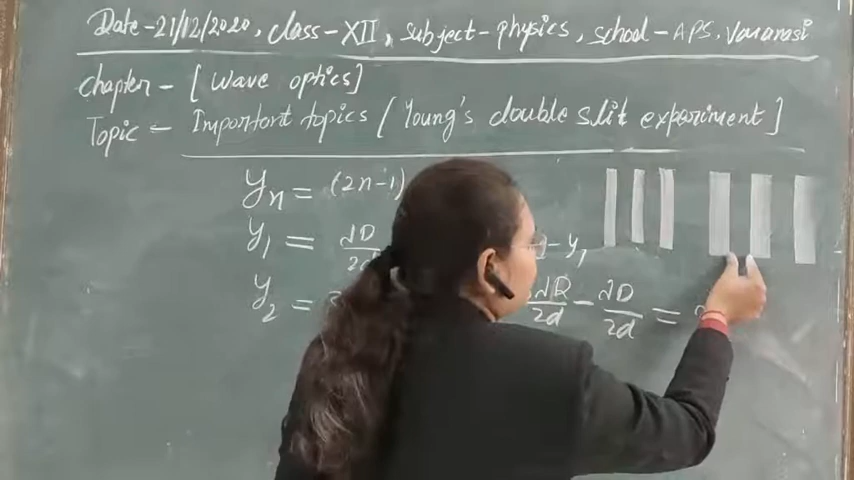 Date-21/12/2020, class-XII, subject-physics, school-APS, Varanasi
chapter - [wave optics]
Topic - Important topics [Young's double slit experiment]
yn = (2n-1)
y1 = λD/2d - y1
y2 = λD/2d - λD/2d =